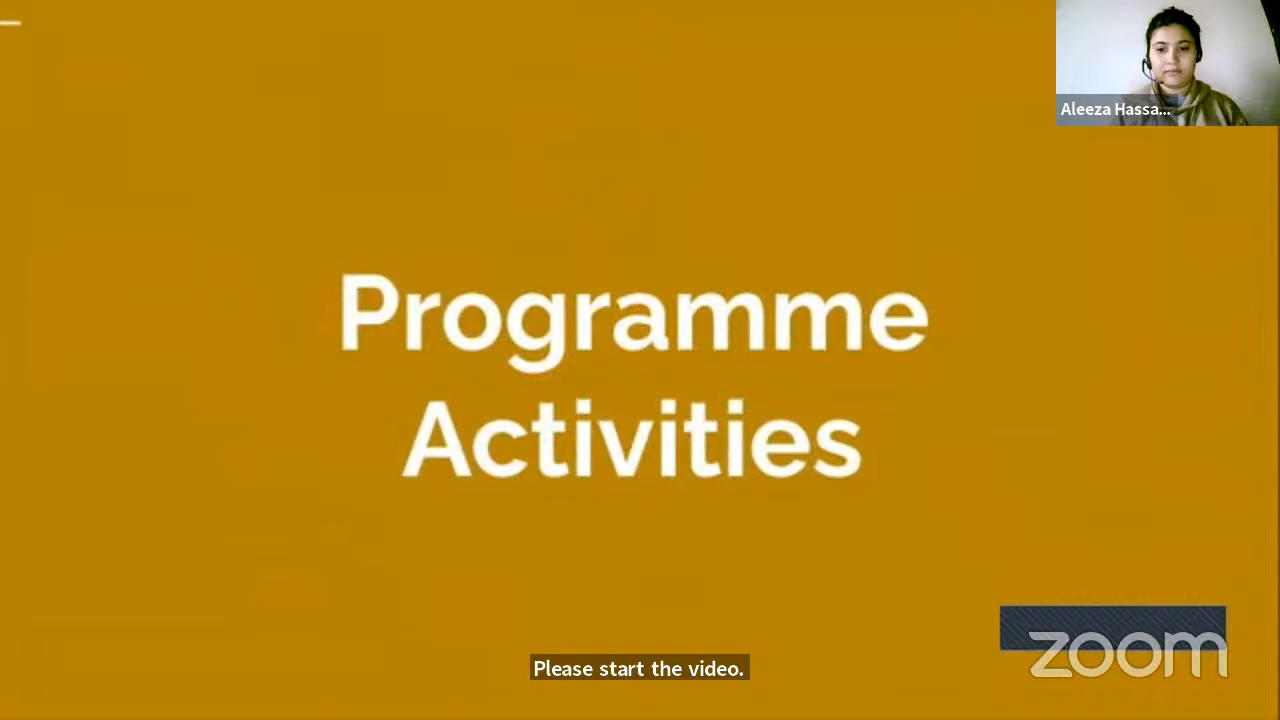 Aleeza Hassa...
Programme
Activities
Please start the video.
zoom